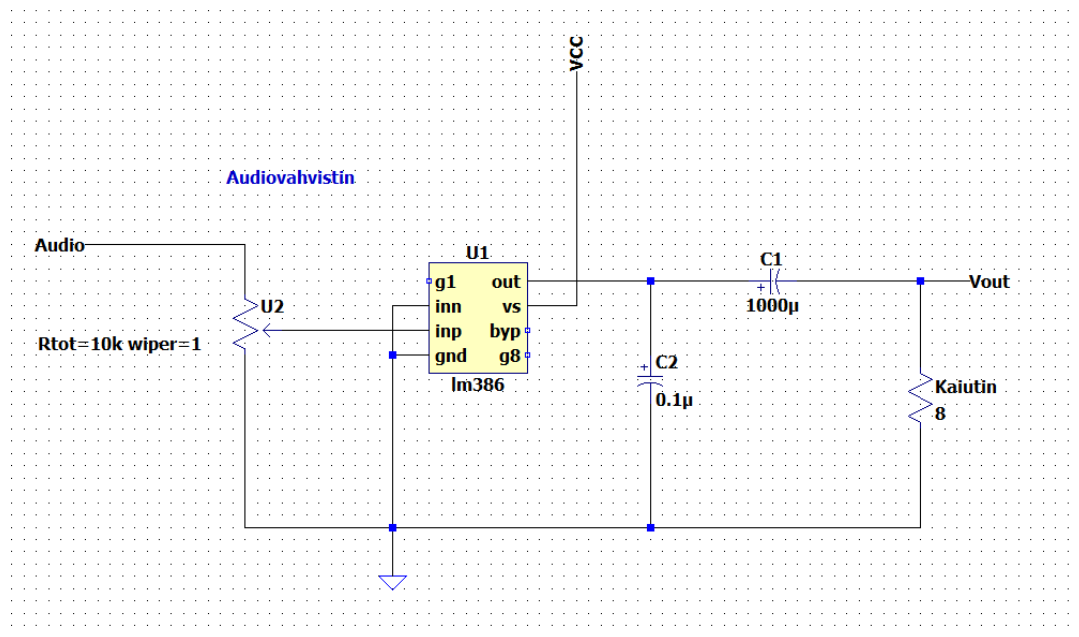 VCC
Audiovahvistin
Audio
U2
Rtot=10k wiper=1
U1
g1
inn
inp
gnd
out
vs
byp
g8
lm386
C1
+
1000µ
Vout
+
C2
0.1µ
Kaiutin
8